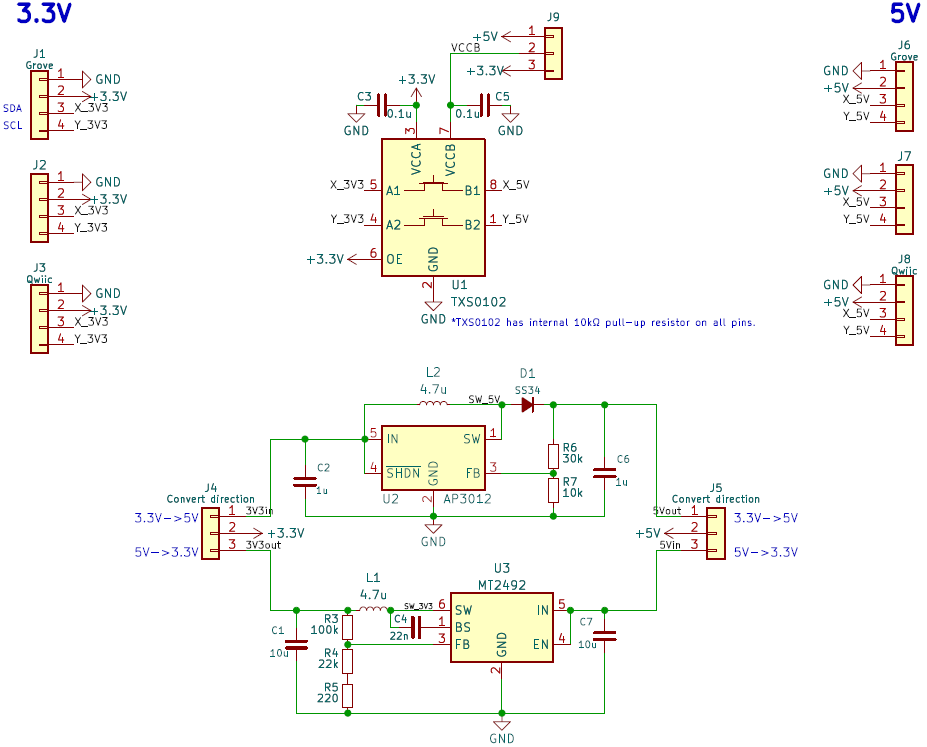 3.3V
5V
J9
+5V 1
VCCB 2
+3.3V 3
J1
Grove
1 GND
2 +3.3V
SDA 3 X_3V3
SCL 4 Y_3V3
J6
Grove
GND 1
+5V 2
X_5V 3
Y_5V 4
+3.3V
C3 0.1u
GND
C5 0.1u
GND
3 VCCA
7 VCCB
X_3V3 5 A1
B1 8 X_5V
Y_3V3 4 A2
B2 1 Y_5V
+3.3V 6 OE
GND
2
U1
TXS0102
GND
*TXS0102 has internal 10kΩ pull-up resistor on all pins.
J2
1 GND
2 +3.3V
3 X_3V3
4 Y_3V3
J7
GND 1
+5V 2
X_5V 3
Y_5V 4
J3
Qwiic
1 GND
2 +3.3V
3 X_3V3
4 Y_3V3
J8
Qwiic
GND 1
+5V 2
X_5V 3
Y_5V 4
L2
4.7u
SW_5V
D1
SS34
5 IN
SW 1
4 SHDN
GND
FB 3
2
U2
AP3012
GND
R6
30k
R7
10k
C2
1u
C6
1u
J4
Convert direction
3.3V->5V 1 3V3in
2 +3.3V
5V->3.3V 3 3V3out
J5
Convert direction
5Vout 1 3.3V->5V
+5V 2
5Vin 3 5V->3.3V
U3
MT2492
L1
4.7u
SW_3V3
6 SW
IN 5
1 BS
3 FB
EN 4
GND
2
C4
22n
R3
100k
R4
22k
R5
220
C1
10u
C7
10u
GND